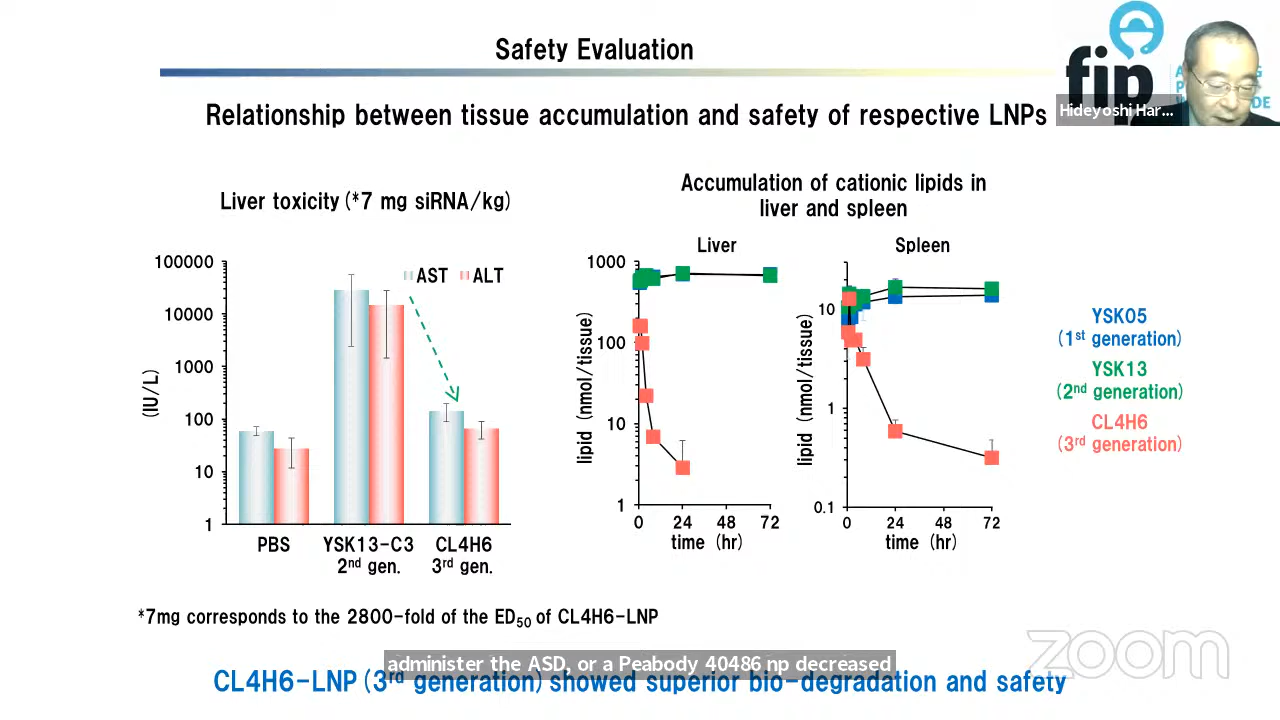 Safety Evaluation
fip
Hideyoshi Har...
Relationship between tissue accumulation and safety of respective LNPs
Liver toxicity (*7 mg siRNA/kg)
100000
10000
1000
100
10
1
(IU/L)
AST ALT
PBS
YSK13-C3
2nd gen.
CL4H6
3rd gen.
Accumulation of cationic lipids in
liver and spleen
Liver
1000
100
10
1
lipid (nmol/tissue)
0 24 48 72
time (hr)
Spleen
10
1
0.1
lipid (nmol/tissue)
0 24 48 72
time (hr)
YSK05
(1st generation)
YSK13
(2nd generation)
CL4H6
(3rd generation)
*7mg corresponds to the 2800-fold of the ED50 of CL4H6-LNP
administer the ASD, or a Peabody 40486 np decreased
CL4H6-LNP (3rd generation) showed superior bio-degradation and safety
zoom